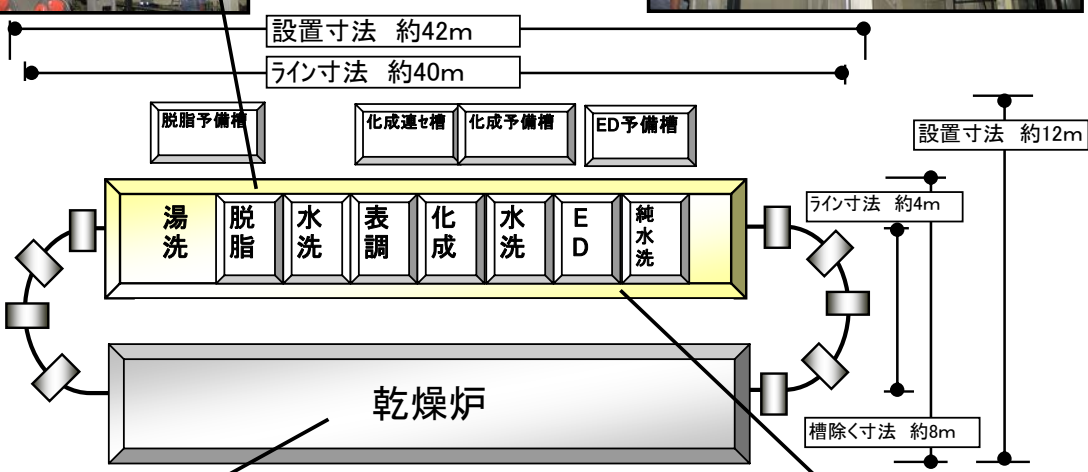 設置寸法 約42m
ライン寸法 約40m
脱脂予備槽
化成連セ槽
化成予備槽
ED予備槽
設置寸法 約12m
ライン寸法 約4m
湯洗
脱脂
水洗
表調
化成
水洗
ED
純水洗
乾燥炉
槽除く寸法 約8m